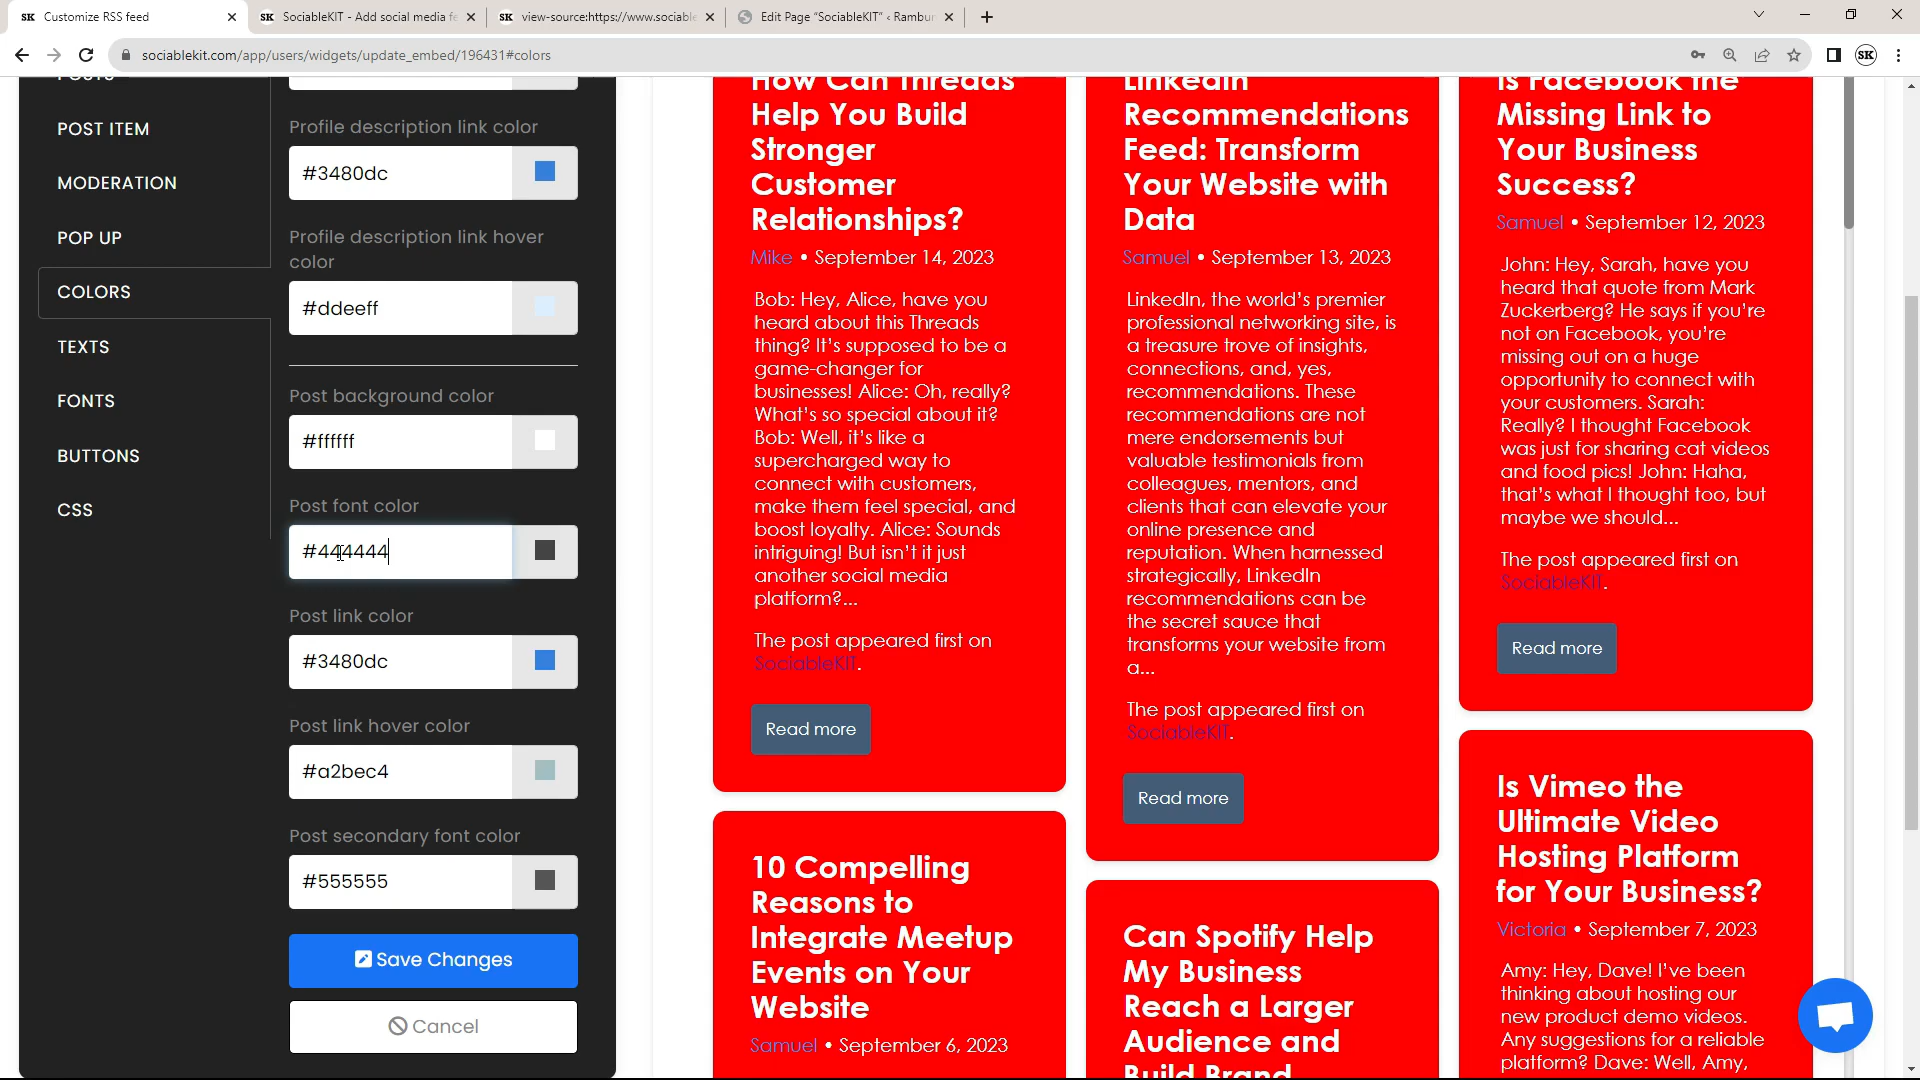 Customize RSS feed
SociableKIT - Add social media fe
view-source:https://www.sociable
Edit Page “SociableKIT” ‹ Rambur
sociablekit.com/app/users/widgets/update_embed/196431#colors
SK
POSTS
POST ITEM
MODERATION
POP UP
COLORS
TEXTS
FONTS
BUTTONS
CSS
Profile description link color
#3480dc
Profile description link hover
color
#ddeeff
Post background color
#ffffff
Post font color
#444444
Post link color
#3480dc
Post link hover color
#a2bec4
Post secondary font color
#555555
Save Changes
Cancel
How Can Threads
Help You Build
Stronger
Customer
Relationships?
Mike • September 14, 2023
Bob: Hey, Alice, have you
heard about this Threads
thing? It’s supposed to be a
game-changer for
businesses! Alice: Oh, really?
What’s so special about it?
Bob: Well, it’s like a
supercharged way to
connect with customers,
make them feel special, and
boost loyalty. Alice: Sounds
intriguing! But isn’t it just
another social media
platform?...
The post appeared first on
SociableKIT.
Read more
10 Compelling
Reasons to
Integrate Meetup
Events on Your
Website
Samuel • September 6, 2023
LinkedIn
Recommendations
Feed: Transform
Your Website with
Data
Samuel • September 13, 2023
LinkedIn, the world’s premier
professional networking site, is
a treasure trove of insights,
connections, and, yes,
recommendations. These
recommendations are not
mere endorsements but
valuable testimonials from
colleagues, mentors, and
clients that can elevate your
online presence and
reputation. When harnessed
strategically, LinkedIn
recommendations can be
the secret sauce that
transforms your website from
a...
The post appeared first on
SociableKIT.
Read more
Can Spotify Help
My Business
Reach a Larger
Audience and
Build Brand
Is Facebook the
Missing Link to
Your Business
Success?
Samuel • September 12, 2023
John: Hey, Sarah, have you
heard that quote from Mark
Zuckerberg? He says if you’re
not on Facebook, you’re
missing out on a huge
opportunity to connect with
your customers. Sarah:
Really? I thought Facebook
was just for sharing cat videos
and food pics! John: Haha,
that’s what I thought too, but
maybe we should...
The post appeared first on
SociableKIT.
Read more
Is Vimeo the
Ultimate Video
Hosting Platform
for Your Business?
Victoria • September 7, 2023
Amy: Hey, Dave! I’ve been
thinking about hosting our
new product demo videos.
Any suggestions for a reliable
platform? Dave: Well, Amy,